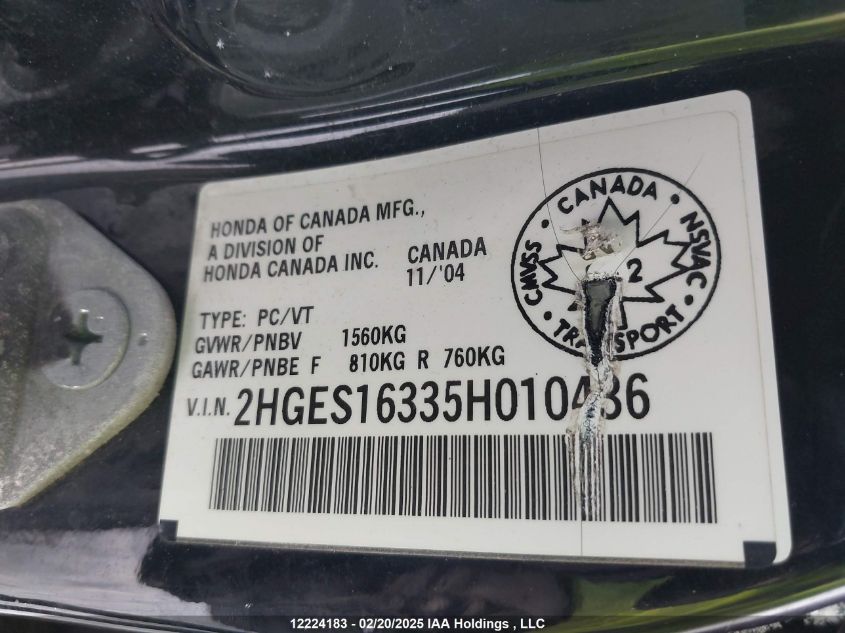 HONDA OF CANADA MFG.,
A DIVISION OF
HONDA CANADA INC. CANADA
11/'04
TYPE: PC/VT
GVWR/PNBV 1560KG
GAWR/PNBE F 810KG R 760KG
V.I.N. 2HGES16335H010436
CANADA • NSVAC • TRANSPORT • CMVSS •
2
12224183 - 02/20/2025 IAA Holdings , LLC